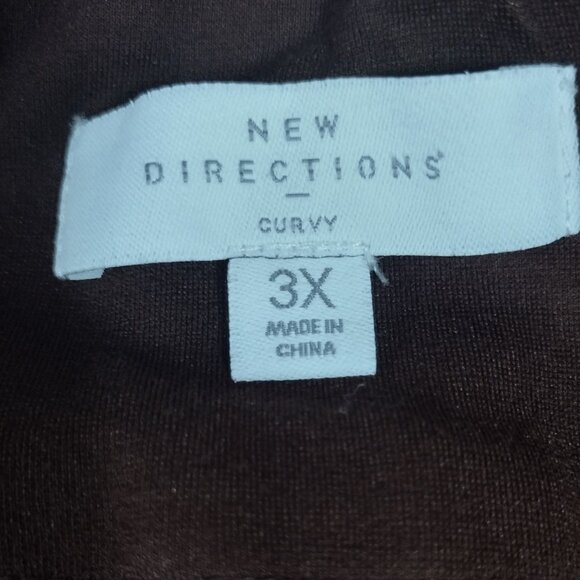 NEW
DIRECTIONS®
CURVY
3X
MADE IN
CHINA